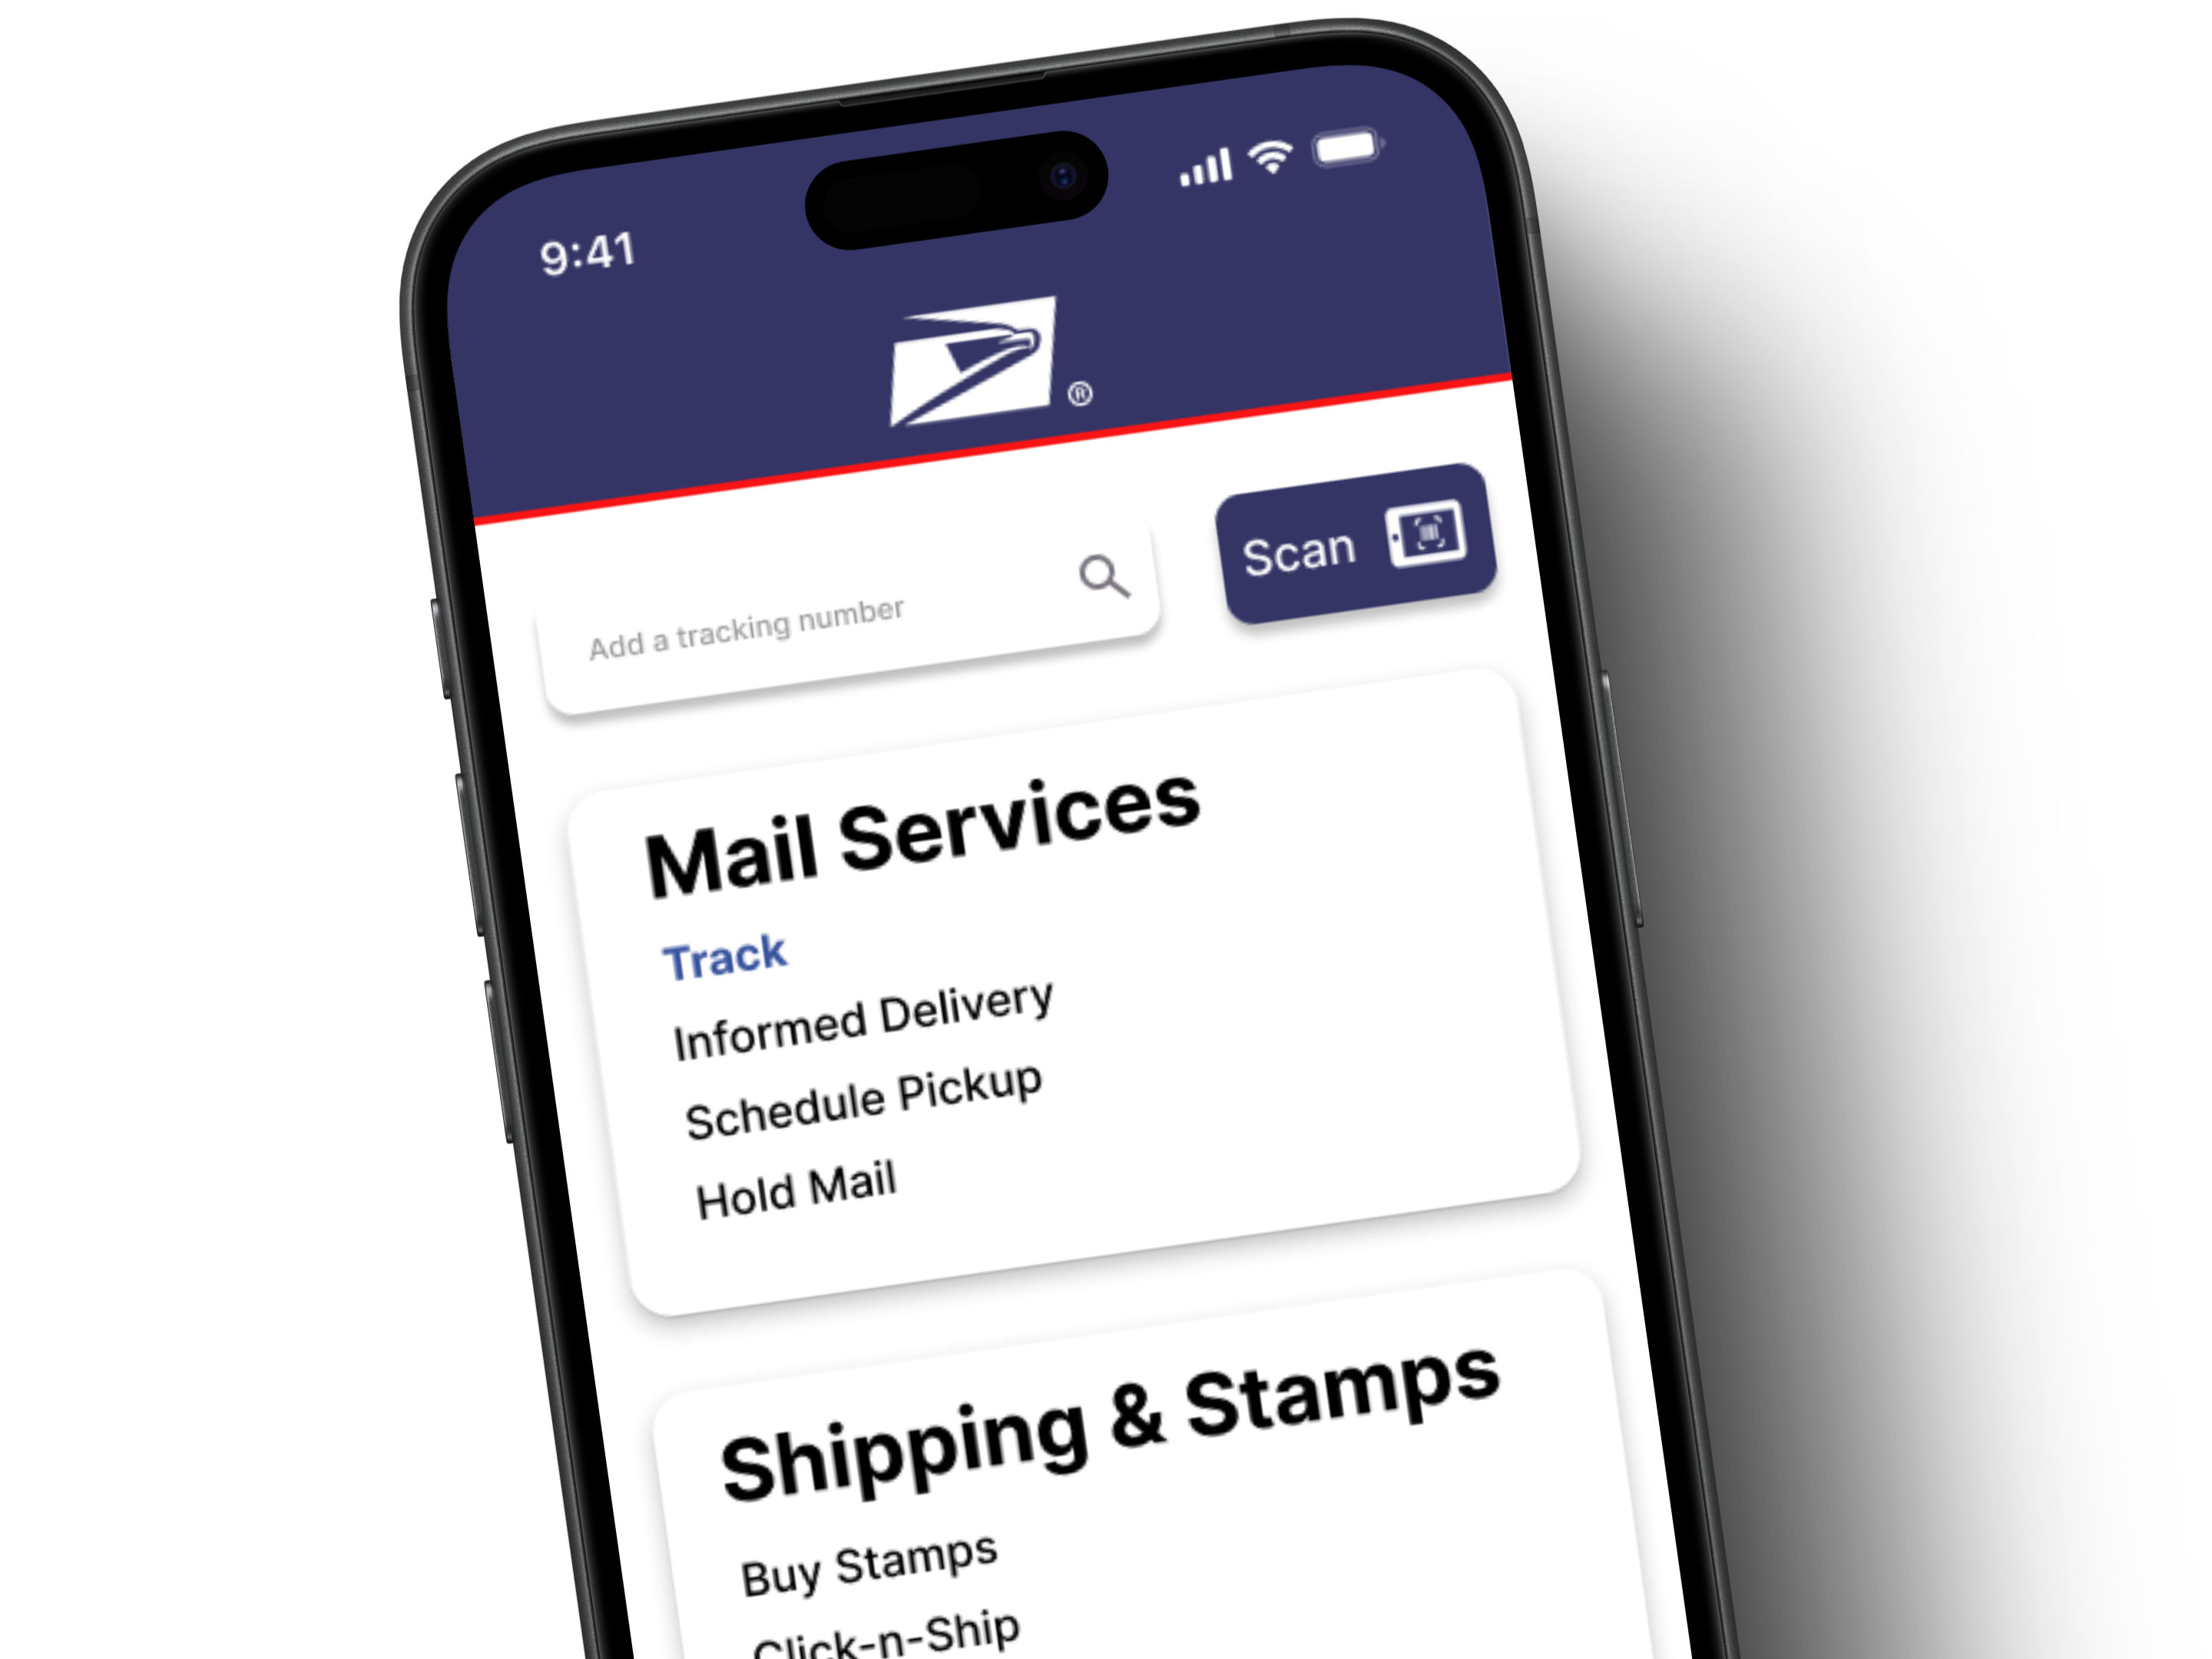 9:41
®
Add a tracking number
Scan
Mail Services
Track
Informed Delivery
Schedule Pickup
Hold Mail
Shipping & Stamps
Buy Stamps
Click-n-Ship